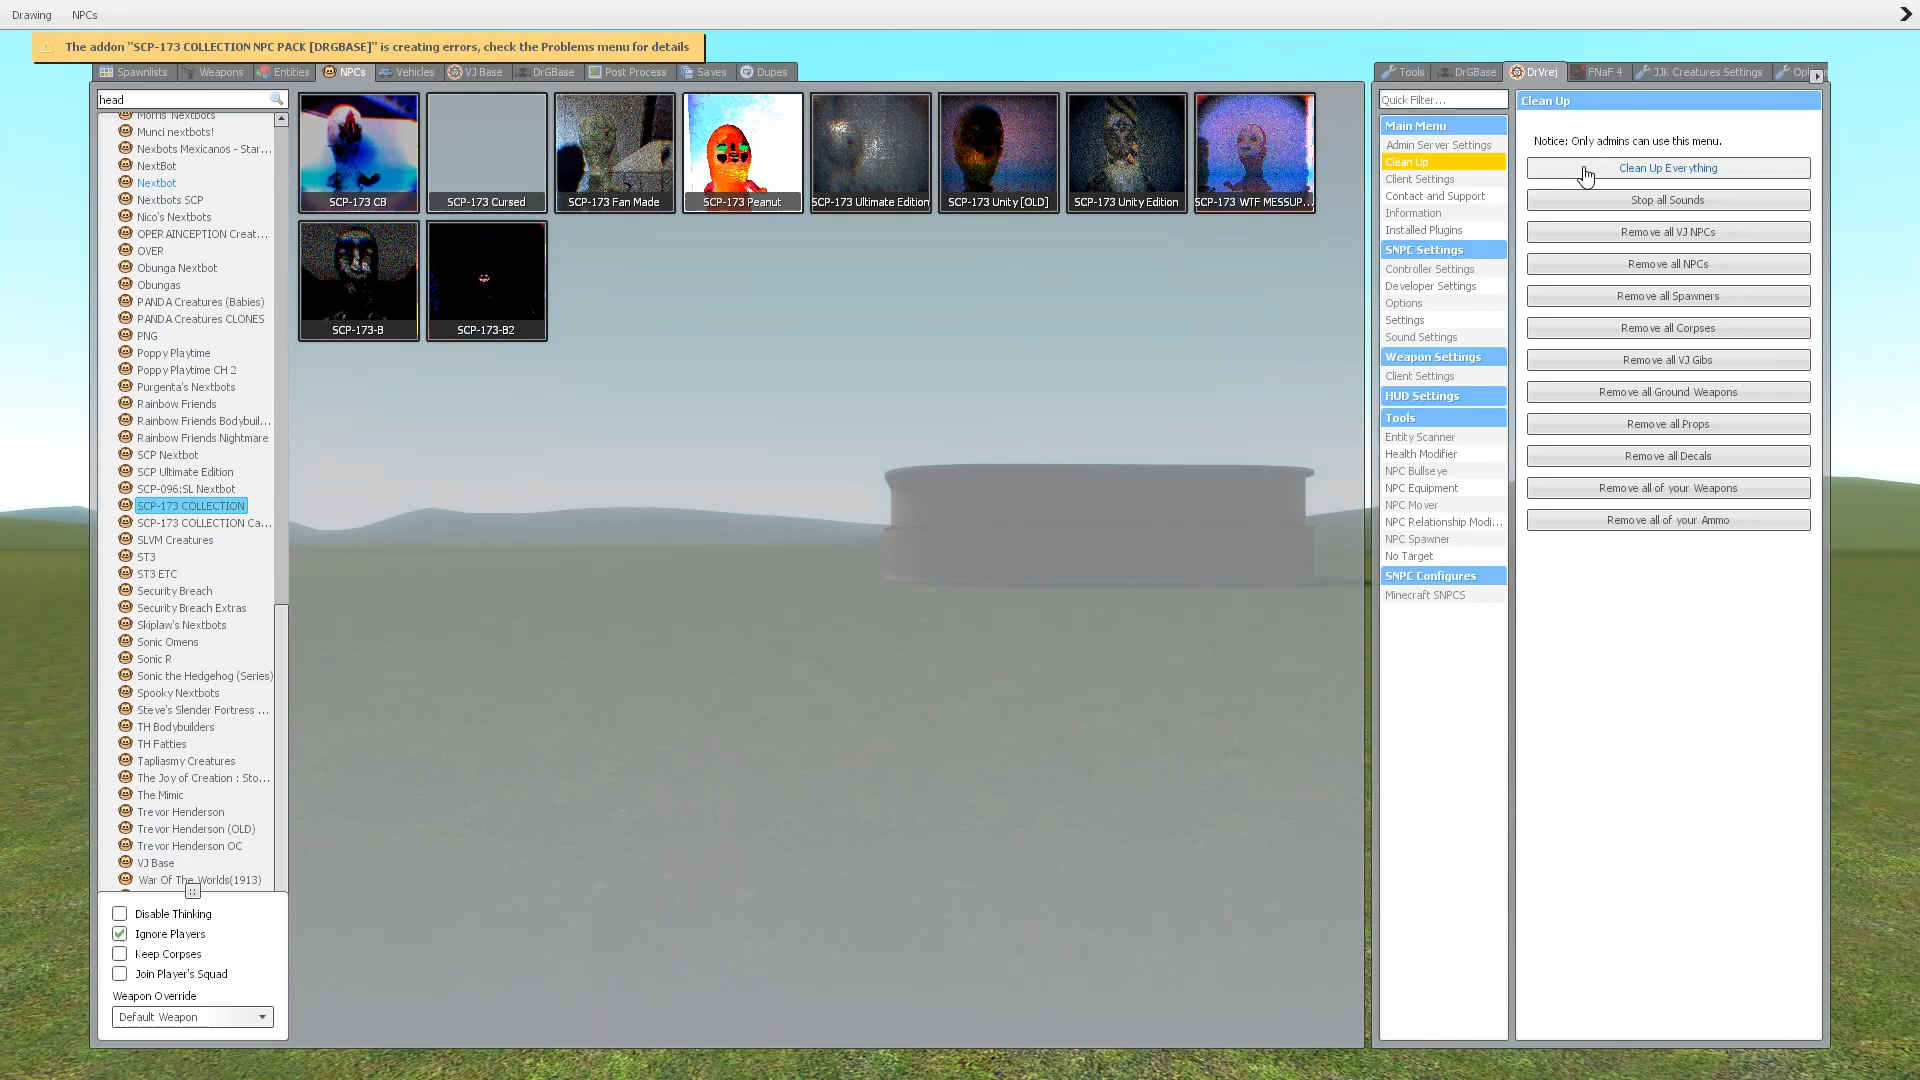 Drawing NPCs
The addon "SCP-173 COLLECTION NPC PACK [DRGBASE]" is creating errors, check the Problems menu for details
Spawnlists Weapons Entities NPCs Vehicles VJ Base DrGBase Post Process Saves Dupes
head
Morris' Nextbots
Munci nextbots!
Nexbots Mexicanos - Star...
NextBot
Nextbot
Nextbots SCP
Nico's Nextbots
OPERAINCEPTION Creat...
OVER
Obunga Nextbot
Obungas
PANDA Creatures (Babies)
PANDA Creatures CLONES
PNG
Poppy Playtime
Poppy Playtime CH 2
Purgenta's Nextbots
Rainbow Friends
Rainbow Friends Bodybuil...
Rainbow Friends Nightmare
SCP Nextbot
SCP Ultimate Edition
SCP-096:SL Nextbot
SCP-173 COLLECTION
SCP-173 COLLECTION Ca...
SLVM Creatures
ST3
ST3 ETC
Security Breach
Security Breach Extras
Skiplaw's Nextbots
Sonic Omens
Sonic R
Sonic the Hedgehog (Series)
Spooky Nextbots
Steve's Slender Fortress ...
TH Bodybuilders
TH Fatties
Tapliasmy Creatures
The Joy of Creation : Sto...
The Mimic
Trevor Henderson
Trevor Henderson (OLD)
Trevor Henderson OC
VJ Base
War Of The Worlds(1913)
Disable Thinking
Ignore Players
Keep Corpses
Join Player's Squad
Weapon Override
Default Weapon
SCP-173 CB SCP-173 Cursed SCP-173 Fan Made SCP-173 Peanut SCP-173 Ultimate Edition SCP-173 Unity [OLD] SCP-173 Unity Edition SCP-173 WTF MESSUP...
SCP-173-B SCP-173-B2
Tools DrGBase DrVrej FNaF 4 JJK Creatures Settings
Quick Filter...
Main Menu
Admin Server Settings
Clean Up
Client Settings
Contact and Support
Information
Installed Plugins
SNPC Settings
Controller Settings
Developer Settings
Options
Settings
Sound Settings
Weapon Settings
Client Settings
HUD Settings
Tools
Entity Scanner
Health Modifier
NPC Bullseye
NPC Equipment
NPC Mover
NPC Relationship Modi...
NPC Spawner
No Target
SNPC Configures
Minecraft SNPCS
Clean Up
Notice: Only admins can use this menu.
Clean Up Everything
Stop all Sounds
Remove all VJ NPCs
Remove all NPCs
Remove all Spawners
Remove all Corpses
Remove all VJ Gibs
Remove all Ground Weapons
Remove all Props
Remove all Decals
Remove all of your Weapons
Remove all of your Ammo